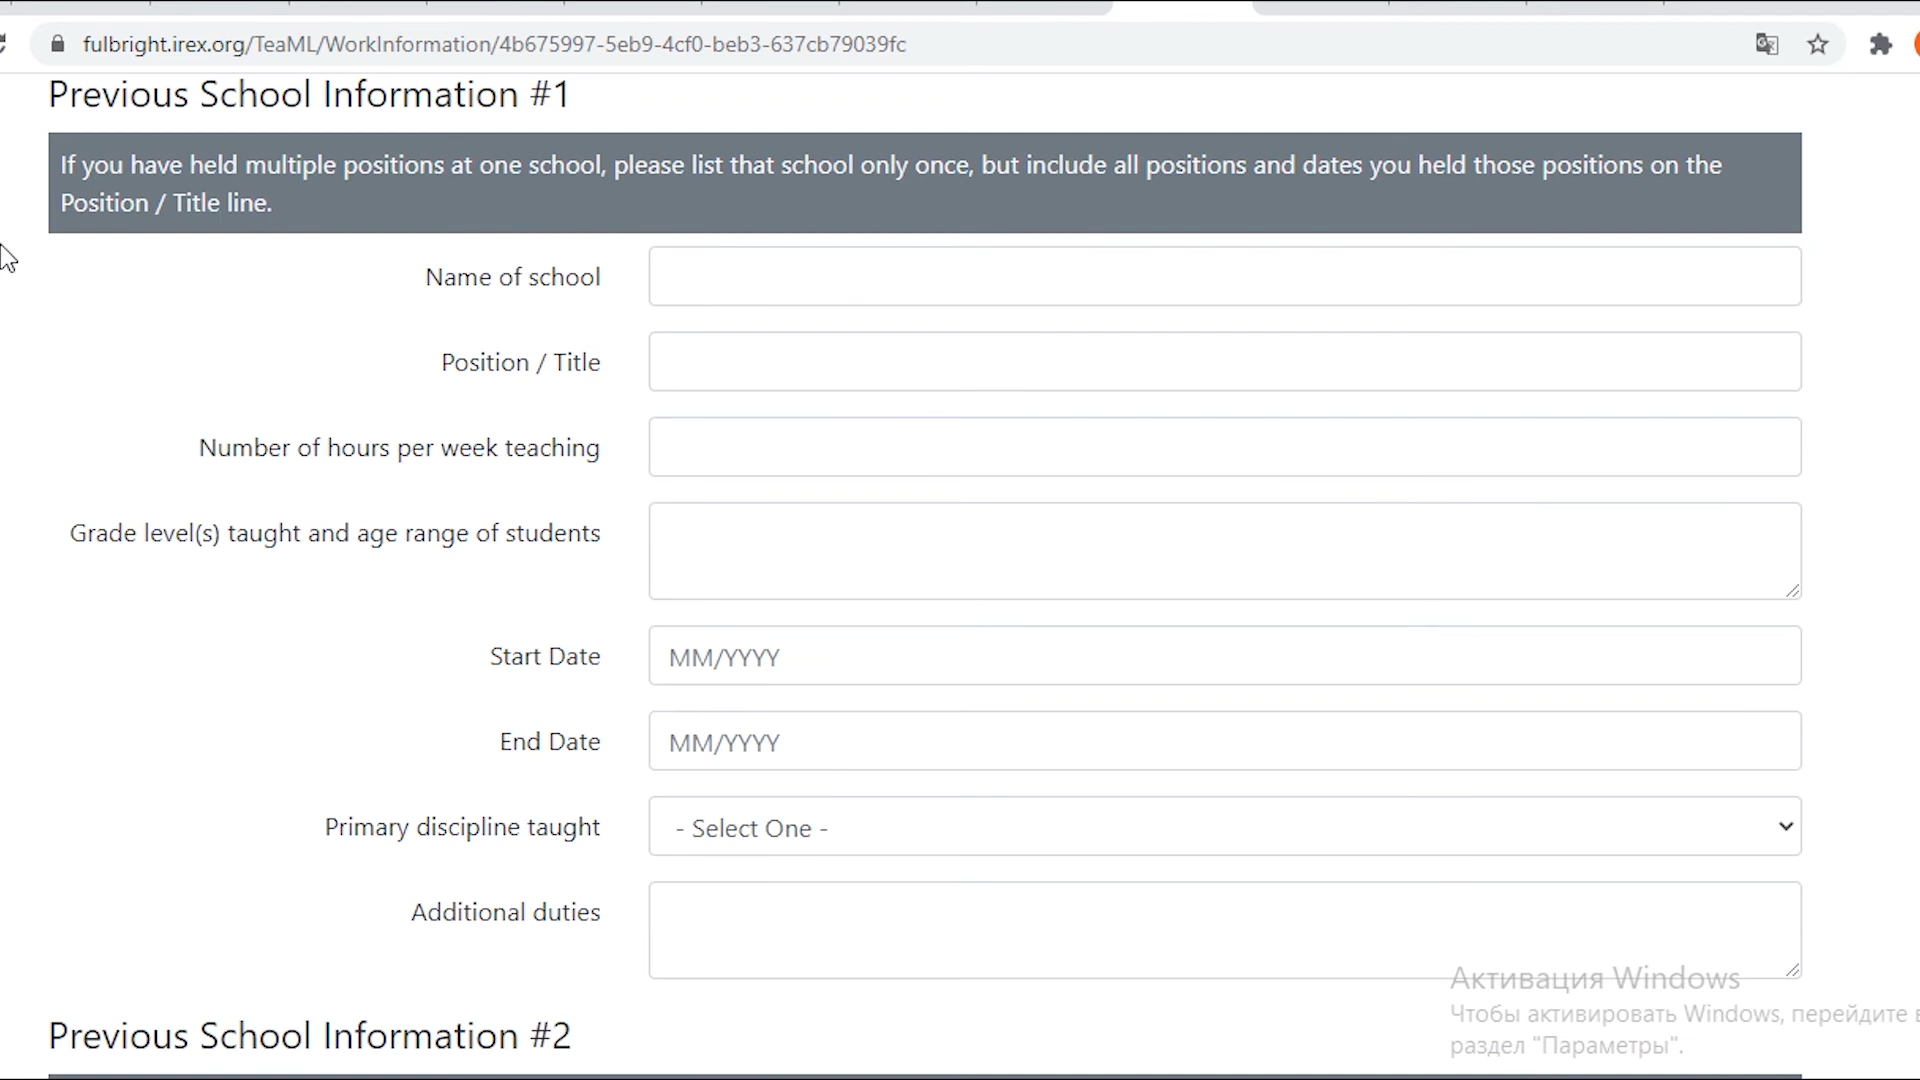 fulbright.irex.org/TeaML/WorkInformation/4b675997-5eb9-4cf0-beb3-637cb79039fc
Previous School Information #1
If you have held multiple positions at one school, please list that school only once, but include all positions and dates you held those positions on the
Position / Title line.
Name of school
Position / Title
Number of hours per week teaching
Grade level(s) taught and age range of students
Start Date
MM/YYYY
End Date
MM/YYYY
Primary discipline taught
- Select One -
Additional duties
Активация Windows
Чтобы активировать Windows, перейдите в
раздел "Параметры".
Previous School Information #2